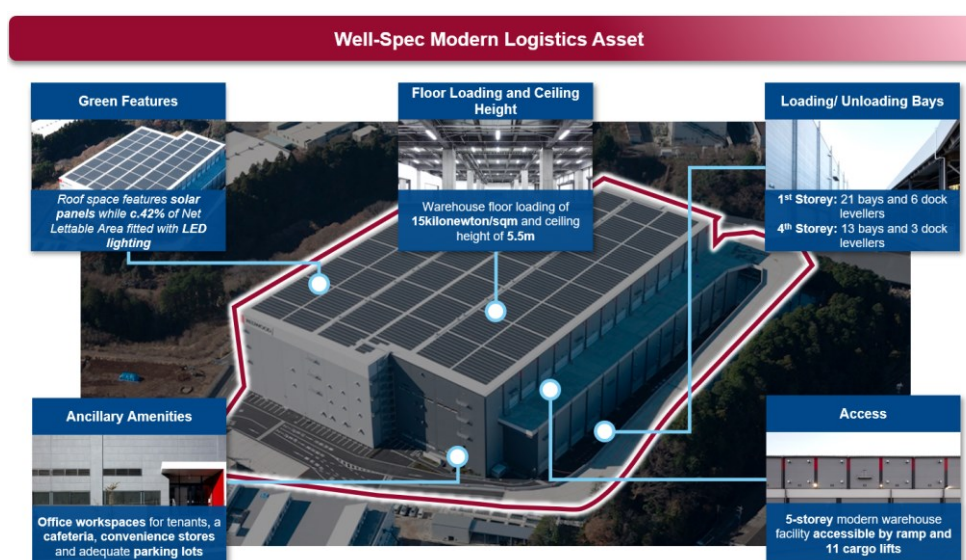 Well-Spec Modern Logistics Asset
Green Features
Roof space features solar
panels while c.42% of Net
Lettable Area fitted with LED
lighting
Floor Loading and Ceiling
Height
Warehouse floor loading of
15kilonewton/sqm and ceiling
height of 5.5m
Loading/ Unloading Bays
1st Storey: 21 bays and 6 dock
levellers
4th Storey: 13 bays and 3 dock
levellers
Ancillary Amenities
Office workspaces for tenants, a
cafeteria, convenience stores
and adequate parking lots
Access
5-storey modern warehouse
facility accessible by ramp and
11 cargo lifts